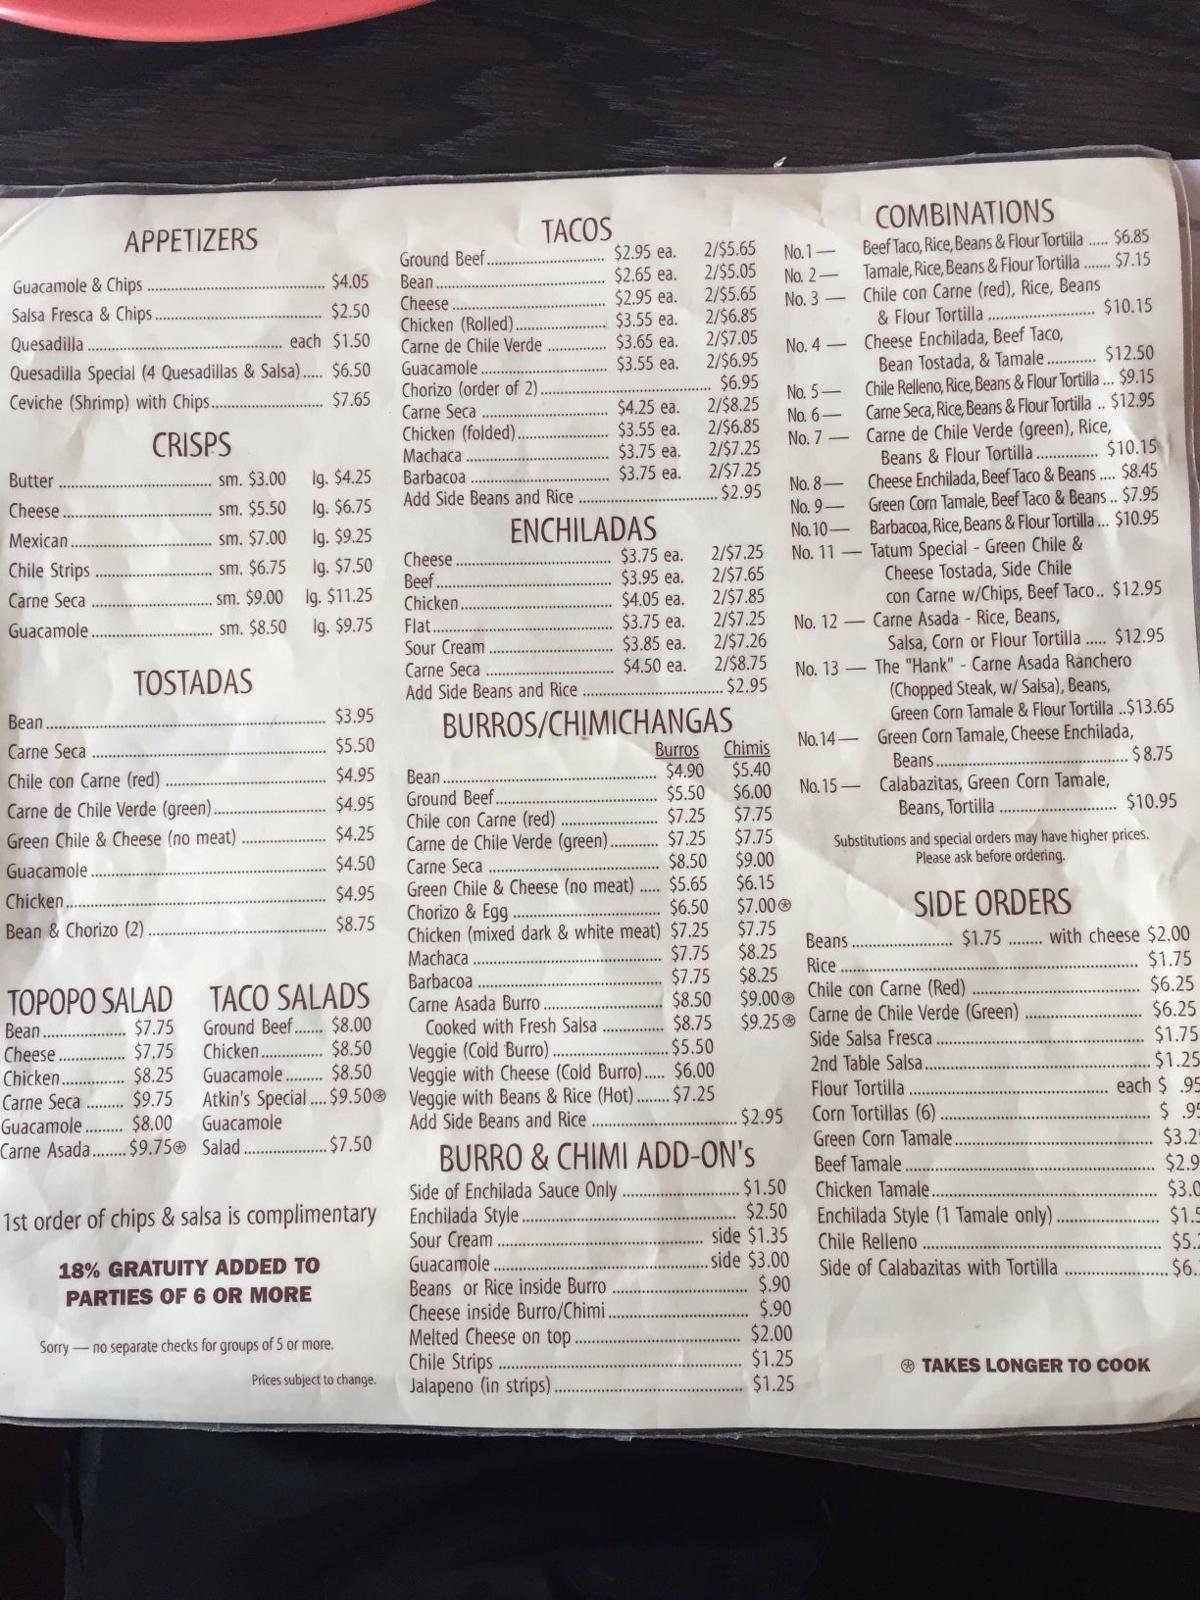 APPETIZERS
Guacamole & Chips ........ $4.05
Salsa Fresca & Chips ........ $2.50
Quesadilla ........ each $1.50
Quesadilla Special (4 Quesadillas & Salsa)..... $6.50
Ceviche (Shrimp) with Chips........ $7.65
CRISPS
Butter ........ sm. $3.00 lg. $4.25
Cheese ........ sm. $5.50 lg. $6.75
Mexican ........ sm. $7.00 lg. $9.25
Chile Strips ........ sm. $6.75 lg. $7.50
Carne Seca ........ sm. $9.00 lg. $11.25
Guacamole ........ sm. $8.50 lg. $9.75
TOSTADAS
Bean ........ $3.95
Carne Seca ........ $5.50
Chile con Carne (red) ........ $4.95
Carne de Chile Verde (green) ........ $4.95
Green Chile & Cheese (no meat) ........ $4.25
Guacamole ........ $4.50
Chicken ........ $4.95
Bean & Chorizo (2) ........ $8.75
TOPOPO SALAD
Bean ........ $7.75
Cheese ........ $7.75
Chicken ........ $8.25
Carne Seca ........ $9.75
Guacamole ........ $8.00
Carne Asada ........ $9.75⊛
TACO SALADS
Ground Beef ....... $8.00
Chicken ........ $8.50
Guacamole ........ $8.50
Atkin's Special .... $9.50⊛
Guacamole
Salad ........ $7.50
1st order of chips & salsa is complimentary
18% GRATUITY ADDED TO
PARTIES OF 6 OR MORE
Sorry — no separate checks for groups of 5 or more.
Prices subject to change.
TACOS
Ground Beef ........ $2.95 ea. 2/$5.65
Bean ........ $2.65 ea. 2/$5.05
Cheese ........ $2.95 ea. 2/$5.65
Chicken (Rolled) ........ $3.55 ea. 2/$6.85
Carne de Chile Verde ........ $3.65 ea. 2/$7.05
Guacamole ........ $3.55 ea. 2/$6.95
Chorizo (order of 2) ........ $6.95
Carne Seca ........ $4.25 ea. 2/$8.25
Chicken (folded) ........ $3.55 ea. 2/$6.85
Machaca ........ $3.75 ea. 2/$7.25
Barbacoa ........ $3.75 ea. 2/$7.25
Add Side Beans and Rice ........ $2.95
ENCHILADAS
Cheese ........ $3.75 ea. 2/$7.25
Beef ........ $3.95 ea. 2/$7.65
Chicken ........ $4.05 ea. 2/$7.85
Flat ........ $3.75 ea. 2/$7.25
Sour Cream ........ $3.85 ea. 2/$7.26
Carne Seca ........ $4.50 ea. 2/$8.75
Add Side Beans and Rice ........ $2.95
BURROS/CHIMICHANGAS
Burros Chimis
Bean ........ $4.90 $5.40
Ground Beef ........ $5.50 $6.00
Chile con Carne (red) ........ $7.25 $7.75
Carne de Chile Verde (green) ........ $7.25 $7.75
Carne Seca ........ $8.50 $9.00
Green Chile & Cheese (no meat) ..... $5.65 $6.15
Chorizo & Egg ........ $6.50 $7.00⊛
Chicken (mixed dark & white meat) $7.25 $7.75
Machaca ........ $7.75 $8.25
Barbacoa ........ $7.75 $8.25
Carne Asada Burro ........ $8.50 $9.00⊛
Cooked with Fresh Salsa ........ $8.75 $9.25⊛
Veggie (Cold Burro) ........ $5.50
Veggie with Cheese (Cold Burro)..... $6.00
Veggie with Beans & Rice (Hot) ........ $7.25
Add Side Beans and Rice ........ $2.95
BURRO & CHIMI ADD-ON's
Side of Enchilada Sauce Only ........ $1.50
Enchilada Style ........ $2.50
Sour Cream ........ side $1.35
Guacamole ........ side $3.00
Beans or Rice inside Burro ........ $.90
Cheese inside Burro/Chimi ........ $.90
Melted Cheese on top ........ $2.00
Chile Strips ........ $1.25
Jalapeno (in strips) ........ $1.25
COMBINATIONS
No. 1 — Beef Taco, Rice, Beans & Flour Tortilla ..... $6.85
No. 2 — Tamale, Rice, Beans & Flour Tortilla ....... $7.15
No. 3 — Chile con Carne (red), Rice, Beans
& Flour Tortilla ........ $10.15
No. 4 — Cheese Enchilada, Beef Taco,
Bean Tostada, & Tamale ........ $12.50
No. 5 — Chile Relleno, Rice, Beans & Flour Tortilla ... $9.15
No. 6 — Carne Seca, Rice, Beans & Flour Tortilla .. $12.95
No. 7 — Carne de Chile Verde (green), Rice,
Beans & Flour Tortilla ........ $10.15
No. 8 — Cheese Enchilada, Beef Taco & Beans .... $8.45
No. 9 — Green Corn Tamale, Beef Taco & Beans .. $7.95
No. 10 — Barbacoa, Rice, Beans & Flour Tortilla ... $10.95
No. 11 — Tatum Special - Green Chile &
Cheese Tostada, Side Chile
con Carne w/Chips, Beef Taco.. $12.95
No. 12 — Carne Asada - Rice, Beans,
Salsa, Corn or Flour Tortilla ..... $12.95
No. 13 — The "Hank" - Carne Asada Ranchero
(Chopped Steak, w/ Salsa), Beans,
Green Corn Tamale & Flour Tortilla ..$13.65
No. 14 — Green Corn Tamale, Cheese Enchilada,
Beans ........ $8.75
No. 15 — Calabazitas, Green Corn Tamale,
Beans, Tortilla ........ $10.95
Substitutions and special orders may have higher prices.
Please ask before ordering.
SIDE ORDERS
Beans ........ $1.75 ........ with cheese $2.00
Rice ........ $1.75
Chile con Carne (Red) ........ $6.25
Carne de Chile Verde (Green) ........ $6.25
Side Salsa Fresca ........ $1.75
2nd Table Salsa ........ $1.25
Flour Tortilla ........ each $ .95
Corn Tortillas (6) ........ $ .9
Green Corn Tamale ........ $3.2
Beef Tamale ........ $2.9
Chicken Tamale ........ $3.0
Enchilada Style (1 Tamale only) ........ $1.5
Chile Relleno ........ $5.
Side of Calabazitas with Tortilla ........ $6.
⊛ TAKES LONGER TO COOK